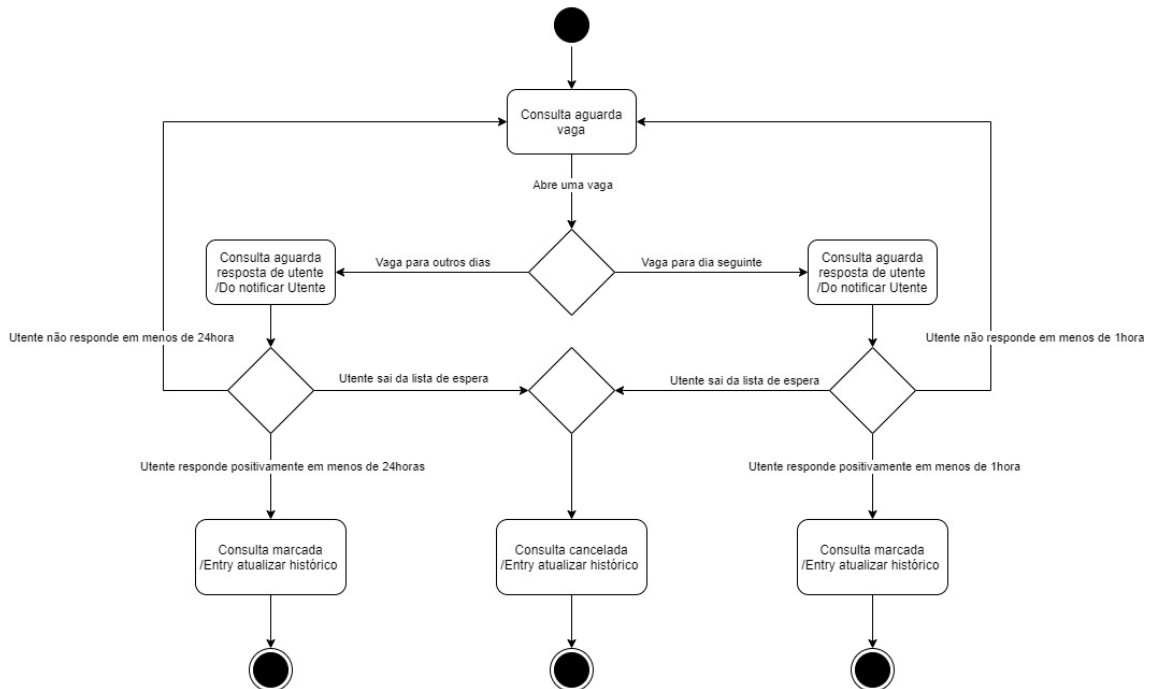 Consulta aguarda
vaga
Abre uma vaga
Consulta aguarda
resposta de utente
/Do notificar Utente
Vaga para outros dias
Vaga para dia seguinte
Consulta aguarda
resposta de utente
/Do notificar Utente
Utente não responde em menos de 24hora
Utente não responde em menos de 1hora
Utente sai da lista de espera
Utente sai da lista de espera
Utente responde positivamente em menos de 24horas
Utente responde positivamente em menos de 1hora
Consulta marcada
/Entry atualizar histórico
Consulta cancelada
/Entry atualizar histórico
Consulta marcada
/Entry atualizar histórico